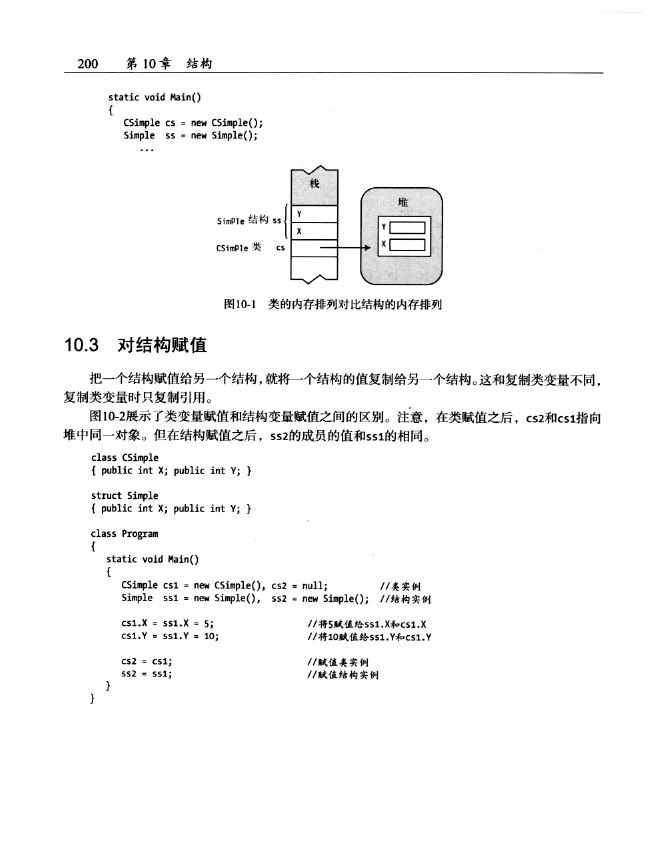 200 第10章 结构
static void Main()
{
CSimple cs = new CSimple();
Simple ss = new Simple();
...
栈
堆
Simple 结构 ss
Y
X
Y
X
CSimple 类 cs
图10-1 类的内存排列对比结构的内存排列
10.3 对结构赋值
把一个结构赋值给另一个结构，就将一个结构的值复制给另一个结构。这和复制类变量不同，
复制类变量时只复制引用。
图10-2展示了类变量赋值和结构变量赋值之间的区别。注意，在类赋值之后，cs2和cs1指向
堆中同一对象。但在结构赋值之后，ss2的成员的值和ss1的相同。
class CSimple
{ public int X; public int Y; }
struct Simple
{ public int X; public int Y; }
class Program
{
static void Main()
{
CSimple cs1 = new CSimple(), cs2 = null; //类实例
Simple ss1 = new Simple(), ss2 = new Simple(); //结构实例
cs1.X = ss1.X = 5; //将5赋值给ss1.X和cs1.X
cs1.Y = ss1.Y = 10; //将10赋值给ss1.Y和cs1.Y
cs2 = cs1; //赋值类实例
ss2 = ss1; //赋值结构实例
}
}